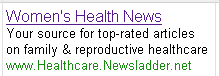 Women's Health News
Your source for top-rated articles
on family & reproductive healthcare
www.Healthcare.Newsladder.net